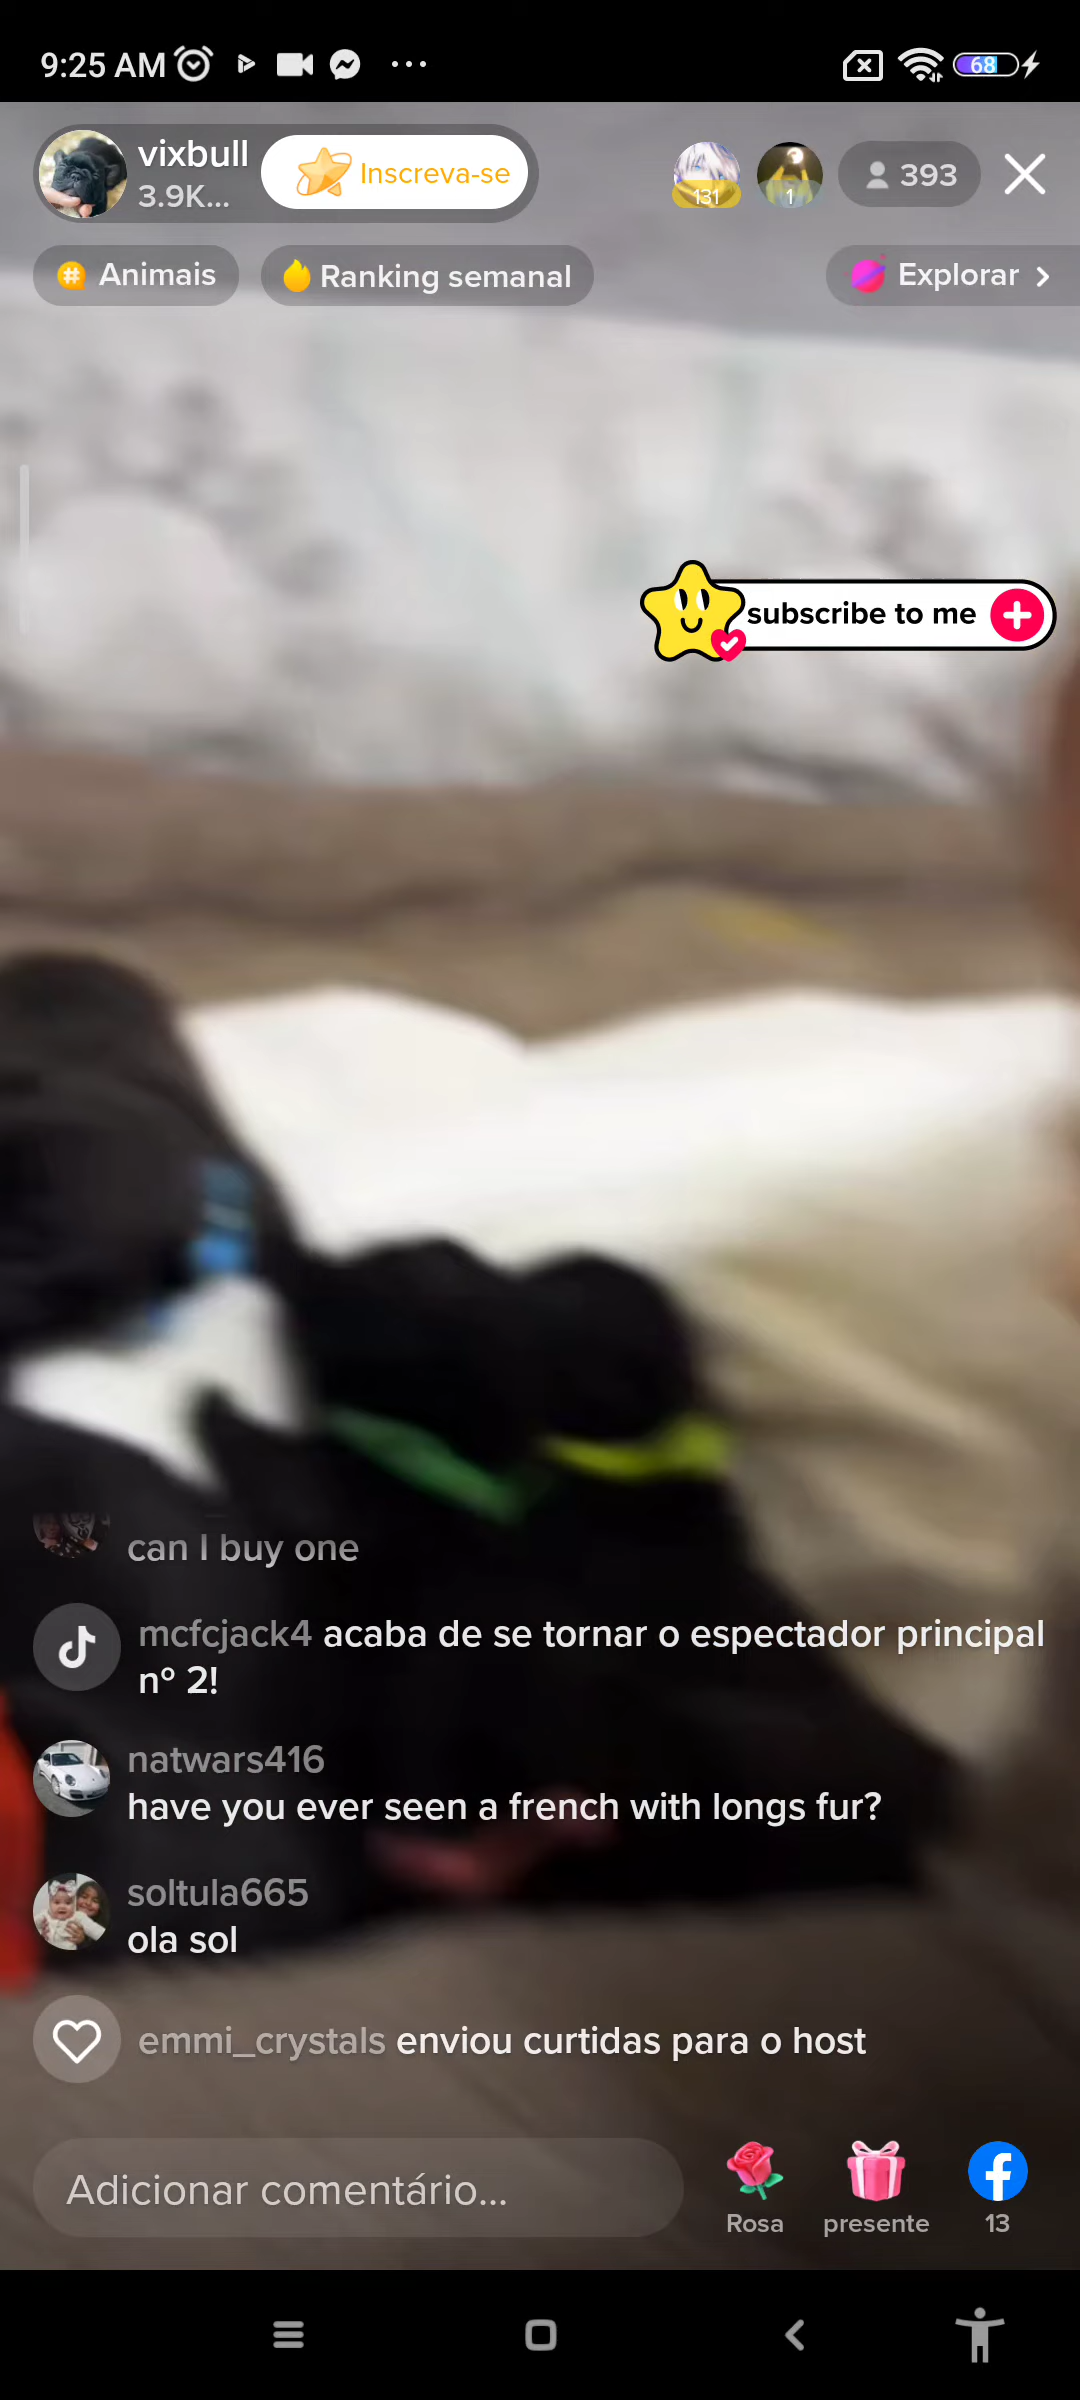 9:25 AM
68
vixbull
3.9K...
Inscreva-se
131
1
393
Animais
Ranking semanal
Explorar
subscribe to me
can I buy one
mcfcjack4 acaba de se tornar o espectador principal
nº 2!
natwars416
have you ever seen a french with longs fur?
soltula665
ola sol
emmi_crystals enviou curtidas para o host
Adicionar comentário...
Rosa
presente
13